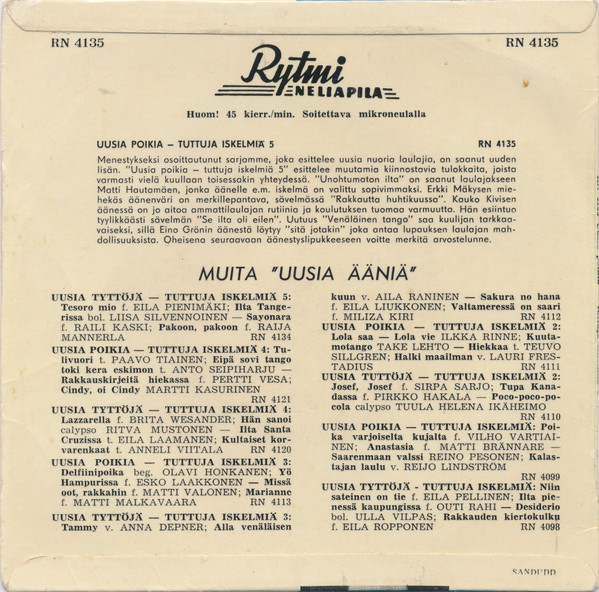 RN 4135
RN 4135
Rytmi
NELIAPILA
Huom! 45 kierr./min. Soitettava mikroneulalla
UUSIA POIKIA – TUTTUJA ISKELMIÄ 5 RN 4135
Menestykseksi osoittautunut sarjamme, joka esittelee uusia nuoria laulajio, on saanut uuden
lisän. "Uusia poikia – tuttuja iskelmiä 5" esittelee muutamia kiinnostavia tulokkaita, joista
varmasti vielä kuullaan toisessakin yhteydessä. "Unohtumaton ilta" on saanut laulajakseen
Matti Hautamäen, jonka äänelle e.m. iskelmä on valittu sopivimmaksi. Erkki Mäkysen mie-
hekäs äänenväri on merkillepantava, sävelmässä "Rakkautta huhtikuussa". Kauko Kivisen
äänessä on jo aitoa ammattilaulajan rutiinia ja koulutuksen tuomaa varmuutta. Hän esiintuo
tyylikkäästi sävelmän "Se ilta oli eilen". Uutuus "Venäläinen tango" saa kuulijan tarkkaa-
vaiseksi, sillä Eino Grönin äänestä löytyy "sitä jotakin" joka antaa lupauksen laulajan mah-
dollisuuksista. Oheisena seuraavaan äänestyslipukkeeseen voitte merkitä arvostelunne.
MUITA "UUSIA ÄÄNIÄ"
UUSIA TYTTÖJÄ — TUTTUJA ISKELMIÄ 5:
Tesoro mio f. EILA PIENIMÄKI; Ilta Tange-
rissa bol. LIISA SILVENNOINEN — Sayonara
f. RAILI KASKI; Pakoon, pakoon f. RAIJA
MANNERLA RN 4134
UUSIA POIKIA — TUTTUJA ISKELMIÄ 4: Tu-
livuori t. PAAVO TIAINEN; Eipä sovi tango
toki kera eskimon t. ANTO SEIPIHARJU —
Rakkauskirjeitä hiekassa f. PERTTI VESA;
Cindy, oi Cindy MARTTI KASURINEN
RN 4121
UUSIA TYTTÖJÄ — TUTTUJA ISKELMIÄ 4:
Lazzarella f. BRITA WESANDER; Hän sanoi
calypso RITVA MUSTONEN — Ilta Santa
Cruzissa t. EILA LAAMANEN; Kultaiset kor-
varenkaat t. ANNELI VIITALA RN 4120
UUSIA POIKIA — TUTTUJA ISKELMIÄ 3:
Delfiinipoika beg. OLAVI HONKANEN; Yö
Hampurissa f. ESKO LAAKKONEN — Missä
oot, rakkahin f. MATTI VALONEN; Marianne
f. MATTI MALKAVAARA RN 4113
UUSIA TYTTÖJÄ — TUTTUJA ISKELMIÄ 3:
Tammy v. ANNA DEPNER; Alla venäläisen
kuun v. AILA RANINEN — Sakura no hana
f. EILA LIUKKONEN; Valtameressä on saari
f. MILIZA KIRI RN 4112
UUSIA POIKIA — TUTTUJA ISKELMIÄ 2:
Lola saa — Lola vie ILKKA RINNE; Kuuta-
motango TAKE LEHTO — Hiekkaa t. TEUVO
SILLGREN; Halki maailman v. LAURI FRES-
TADIUS RN 4111
UUSIA TYTTÖJÄ — TUTTUJA ISKELMIÄ 2:
Josef, Josef f. SIRPA SARJO; Tupa Kana-
dassa f. PIRKKO HAKALA — Poco-poco-po-
cola calypso TUULA HELENA IKÄHEIMO
RN 4110
UUSIA POIKIA — TUTTUJA ISKELMIÄ: Poi-
ka varjoiselta kujalta f. VILHO VARTIAI-
NEN; Anastasia f. MATTI BRÄNNARE —
Saarenmaan valssi REINO PESONEN; Kalas-
tajan laulu v. REIJO LINDSTRÖM
RN 4099
UUSIA TYTTÖJÄ - TUTTUJA ISKELMIÄ: Niin
sateinen on tie f. EILA PELLINEN; Ilta pie-
nessä kaupungissa f. OUTI RAHI — Desiderio
bol. ULLA VILPAS; Rakkauden kiertokulku
f. EILA ROPPONEN RN 4098
SANDUDD